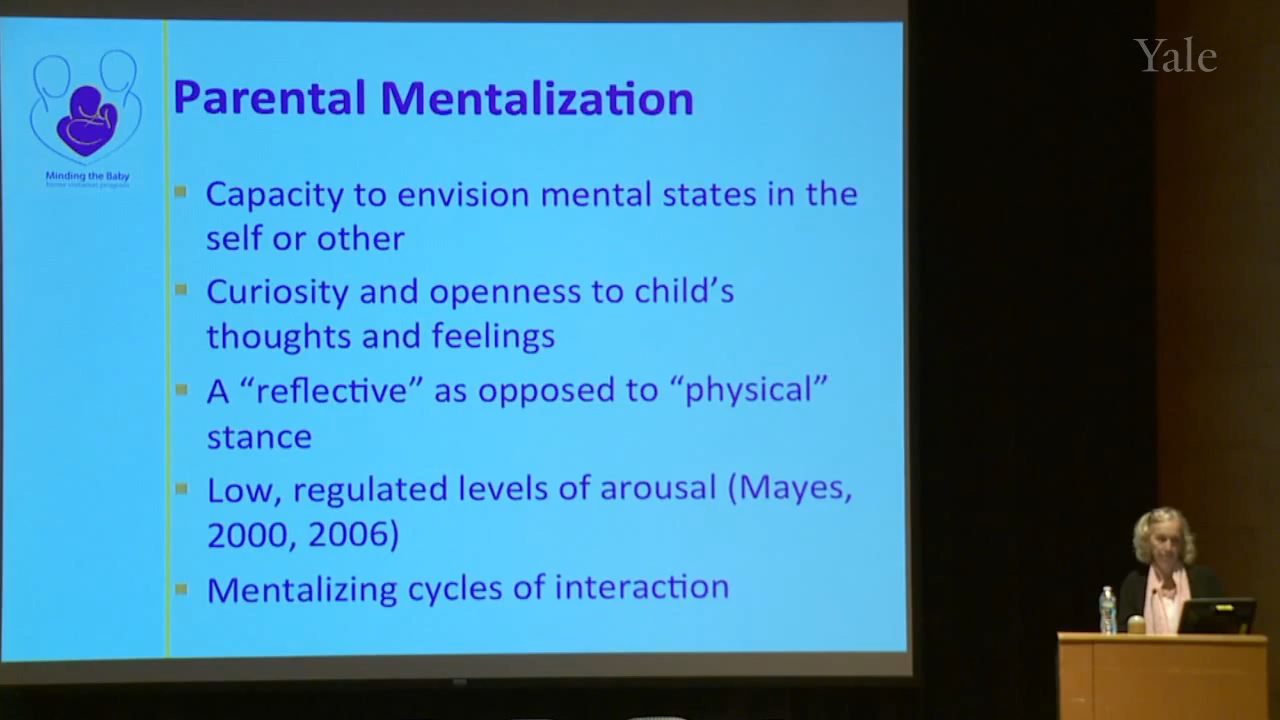 Yale
Parental Mentalization
Minding the Baby
home visitation program
Capacity to envision mental states in the
self or other
Curiosity and openness to child’s
thoughts and feelings
A “reflective” as opposed to “physical”
stance
Low, regulated levels of arousal (Mayes,
2000, 2006)
Mentalizing cycles of interaction